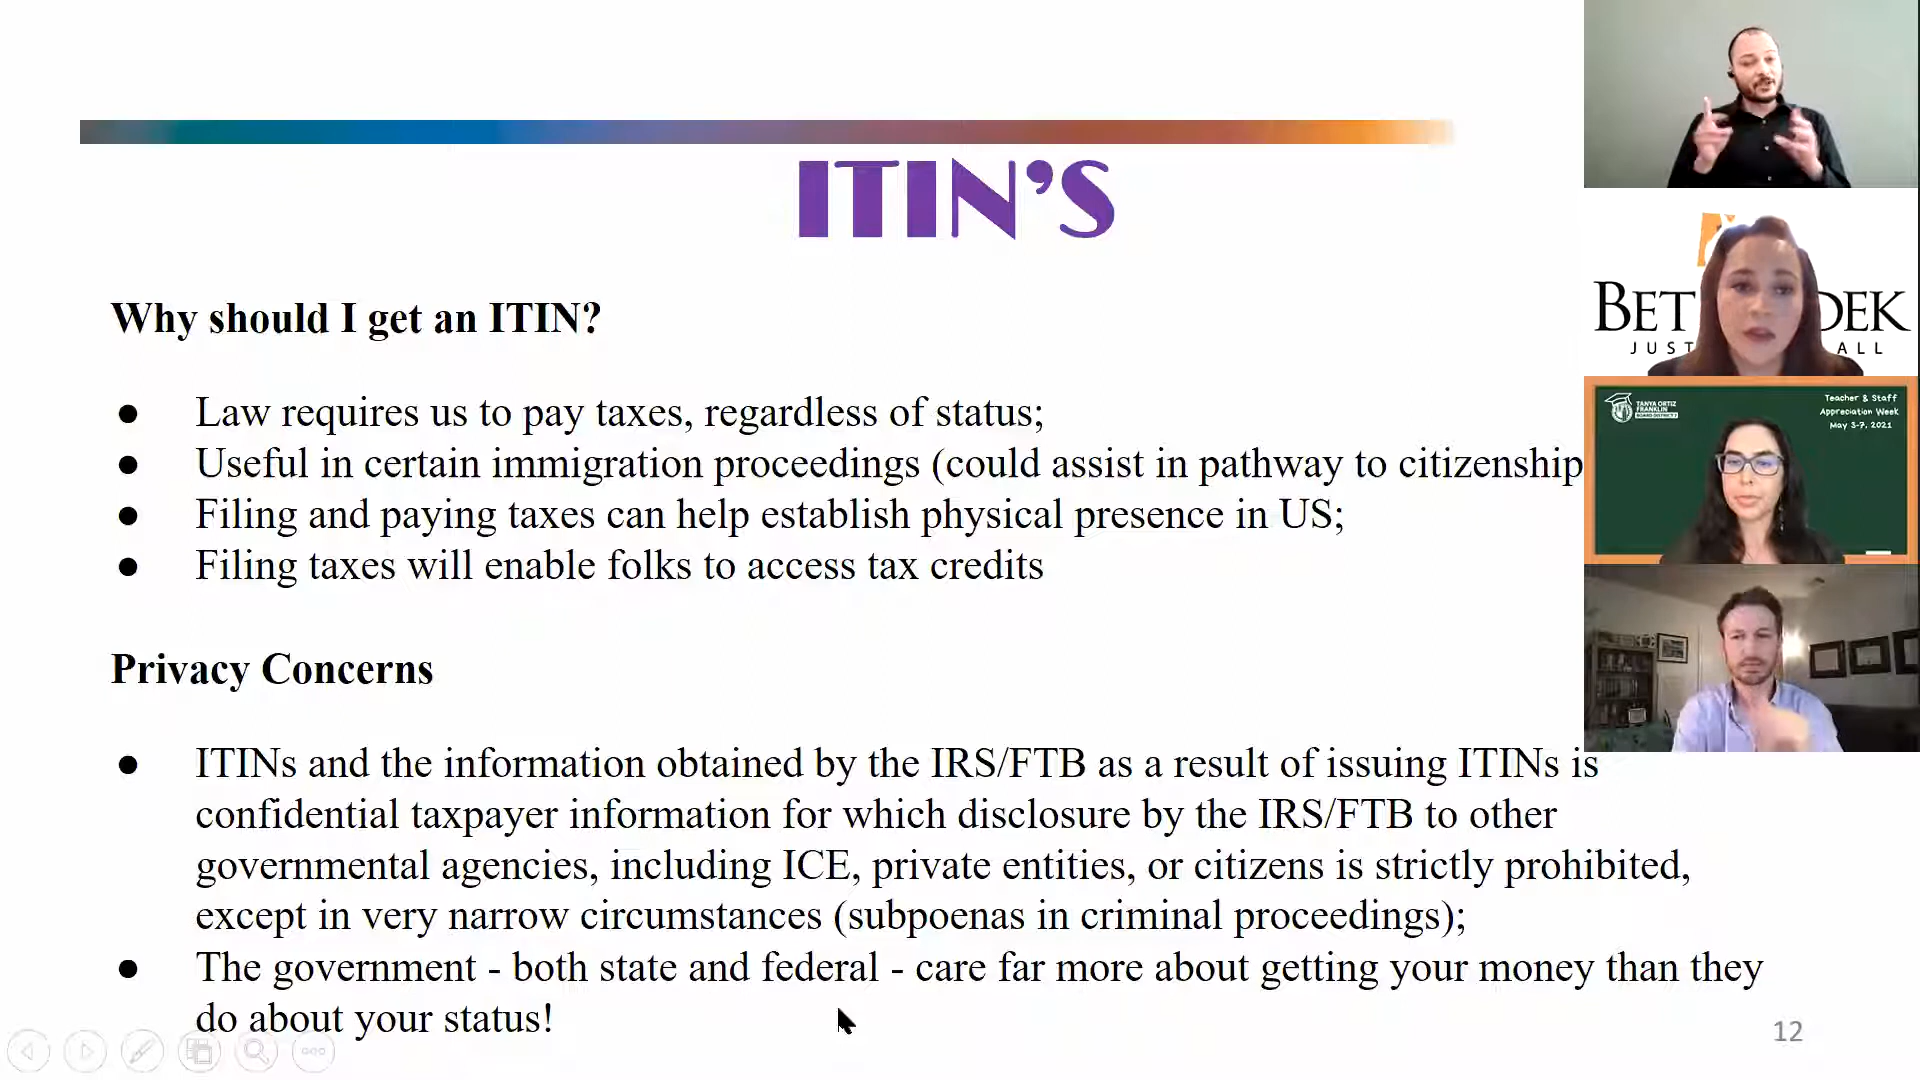 ITIN'S
Why should I get an ITIN?
● Law requires us to pay taxes, regardless of status;
● Useful in certain immigration proceedings (could assist in pathway to citizenship
● Filing and paying taxes can help establish physical presence in US;
● Filing taxes will enable folks to access tax credits
Privacy Concerns
● ITINs and the information obtained by the IRS/FTB as a result of issuing ITINs is
confidential taxpayer information for which disclosure by the IRS/FTB to other
governmental agencies, including ICE, private entities, or citizens is strictly prohibited,
except in very narrow circumstances (subpoenas in criminal proceedings);
● The government - both state and federal - care far more about getting your money than they
do about your status!
12
BET DEK
JUST ALL
TANYA ORTIZ
FRANKLIN
Teacher & Staff
Appreciation Week
May 3-7, 2021